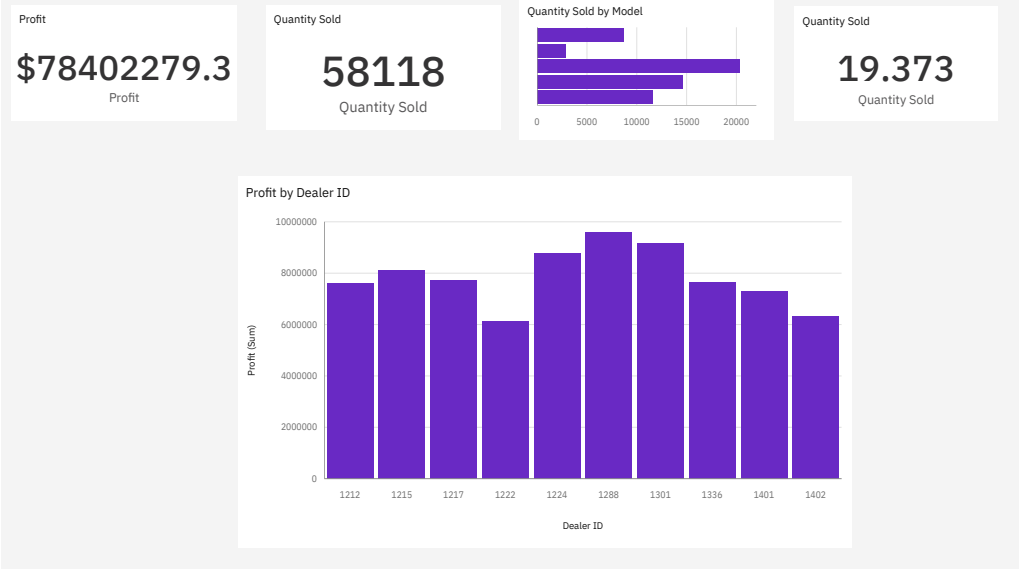 Profit
$78402279.3
Profit
Quantity Sold
58118
Quantity Sold
Quantity Sold by Model
0 5000 10000 15000 20000
Quantity Sold
19.373
Quantity Sold
Profit by Dealer ID
Profit (Sum)
10000000
8000000
6000000
4000000
2000000
0
1212 1215 1217 1222 1224 1288 1301 1336 1401 1402
Dealer ID